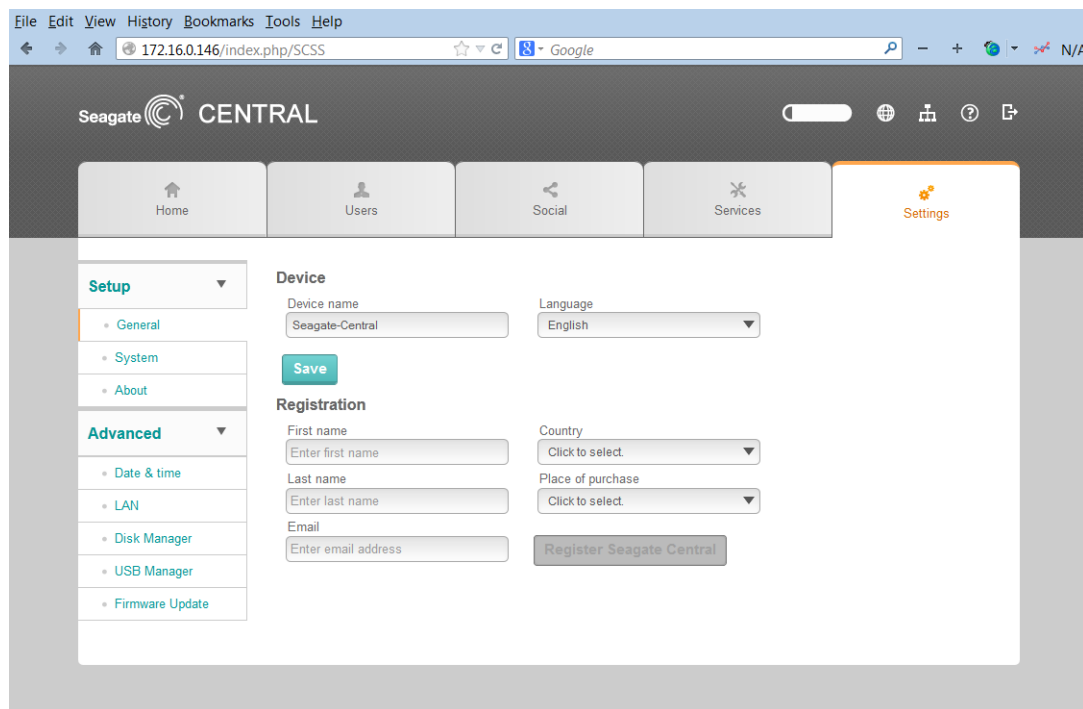 File Edit View History Bookmarks Tools Help
172.16.0.146/index.php/SCSS
8 Google
N/A
Seagate CENTRAL
?
Home Users Social Services Settings
Setup
General
System
About
Advanced
Date & time
LAN
Disk Manager
USB Manager
Firmware Update
Device
Device name Language
Seagate-Central English
Save
Registration
First name Country
Enter first name Click to select.
Last name Place of purchase
Enter last name Click to select.
Email
Enter email address Register Seagate Central